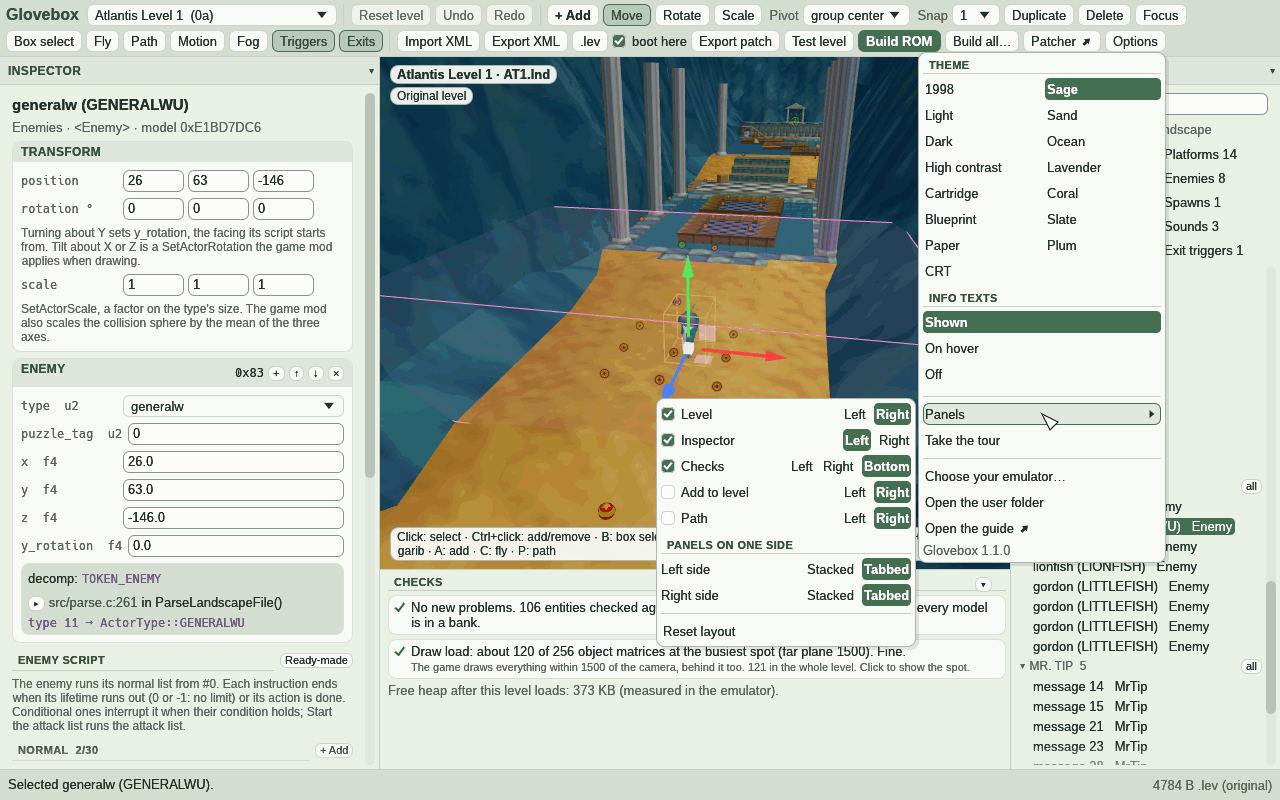 Glovebox
Atlantis Level 1 (0a)
Reset level
Undo
Redo
+ Add
Move
Rotate
Scale
Pivot
group center
Snap
1
Duplicate
Delete
Focus
Box select
Fly
Path
Motion
Fog
Triggers
Exits
Import XML
Export XML
.lev
boot here
Export patch
Test level
Build ROM
Build all…
Patcher
Options
INSPECTOR
generalw (GENERALWU)
Enemies · <Enemy> · model 0xE1BD7DC6
TRANSFORM
position 26 63 -146
rotation ° 0 0 0
Turning about Y sets y_rotation, the facing its script starts
from. Tilt about X or Z is a SetActorRotation the game mod
applies when drawing.
scale 1 1 1
SetActorScale, a factor on the type's size. The game mod
also scales the collision sphere by the mean of the three
axes.
ENEMY 0x83 + ↑ ↓ ×
type u2 generalw
puzzle_tag u2 0
x f4 26.0
y f4 63.0
z f4 -146.0
y_rotation f4 0.0
decomp: TOKEN_ENEMY
src/parse.c:261 in ParseLandscapeFile()
type 11 → ActorType::GENERALWU
ENEMY SCRIPT Ready-made
The enemy runs its normal list from #0. Each instruction ends
when its lifetime runs out (0 or -1: no limit) or its action is done.
Conditional ones interrupt it when their condition holds; Start
the attack list runs the attack list.
NORMAL 2/30 + Add
Atlantis Level 1 · AT1.lnd
Original level
Click: select · Ctrl+click: add/remove · B: box sele
garib · A: add · C: fly · P: path
Level Left Right
Inspector Left Right
Checks Left Right Bottom
Add to level Left Right
Path Left Right
PANELS ON ONE SIDE
Left side Stacked Tabbed
Right side Stacked Tabbed
Reset layout
CHECKS
No new problems. 106 entities checked ag
every model
is in a bank.
Draw load: about 120 of 256 object matrices at the busiest spot (far plane 1500). Fine.
The game draws everything within 1500 of the camera, behind it too. 121 in the whole level. Click to show the spot.
Free heap after this level loads: 373 KB (measured in the emulator).
THEME
1998 Sage
Light Sand
Dark Ocean
High contrast Lavender
Cartridge Coral
Blueprint Slate
Paper Plum
CRT
INFO TEXTS
Shown
On hover
Off
Panels
Take the tour
Choose your emulator…
Open the user folder
Open the guide
Glovebox 1.1.0
ndscape
Platforms 14
Enemies 8
Spawns 1
Sounds 3
Exit triggers 1
all
my
U) Enemy
nemy
lionfish (LIONFISH) Enemy
gordon (LITTLEFISH) Enemy
gordon (LITTLEFISH) Enemy
gordon (LITTLEFISH) Enemy
gordon (LITTLEFISH) Enemy
MR. TIP 5 all
message 14 MrTip
message 15 MrTip
message 21 MrTip
message 23 MrTip
message 28 MrTip
Selected generalw (GENERALWU).
4784 B .lev (original)